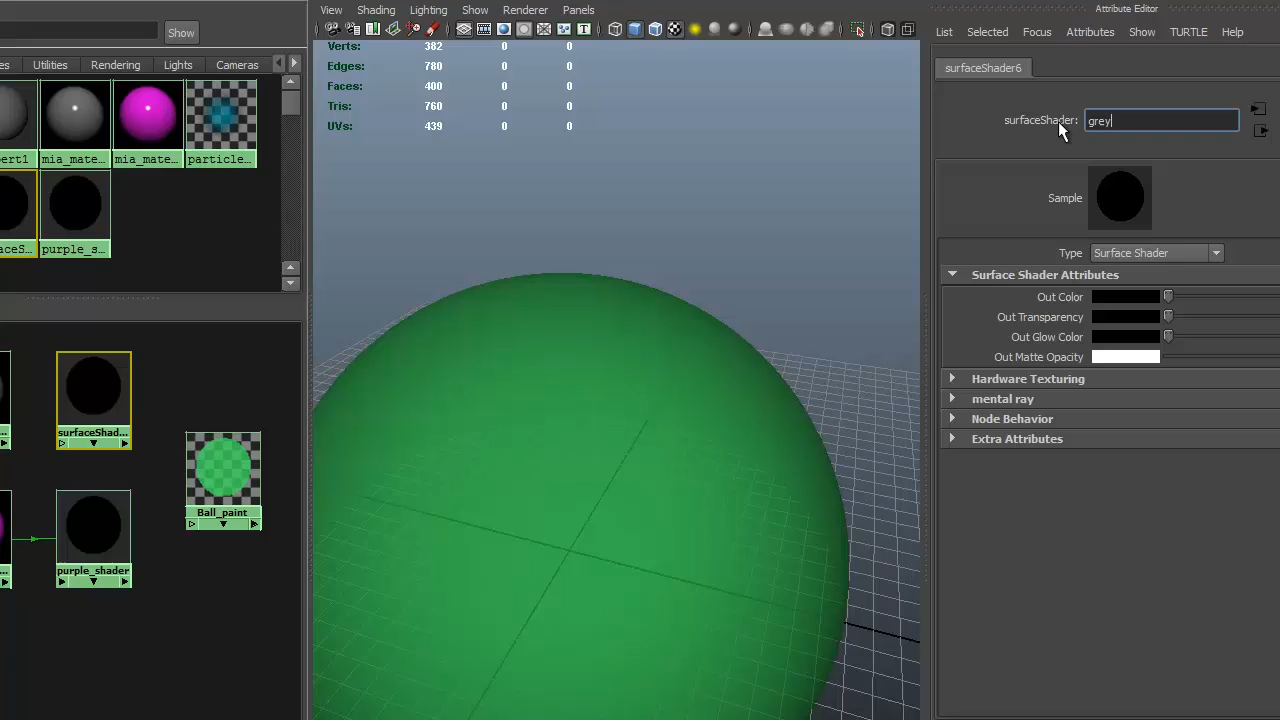 View Shading Lighting Show Renderer Panels
Attribute Editor
List Selected Focus Attributes Show TURTLE Help
Show
Utilities Rendering Lights Cameras
Verts: 382 0 0
Edges: 780 0 0
Faces: 400 0 0
Tris: 760 0 0
UVs: 439 0 0
surfaceShader6
surfaceShader: grey
mia_mate... mia_mate... particle...
purple_s...
Sample
Type Surface Shader
Surface Shader Attributes
Out Color
Out Transparency
Out Glow Color
Out Matte Opacity
Hardware Texturing
mental ray
Node Behavior
Extra Attributes
surfaceShad...
Ball_paint
purple_shader